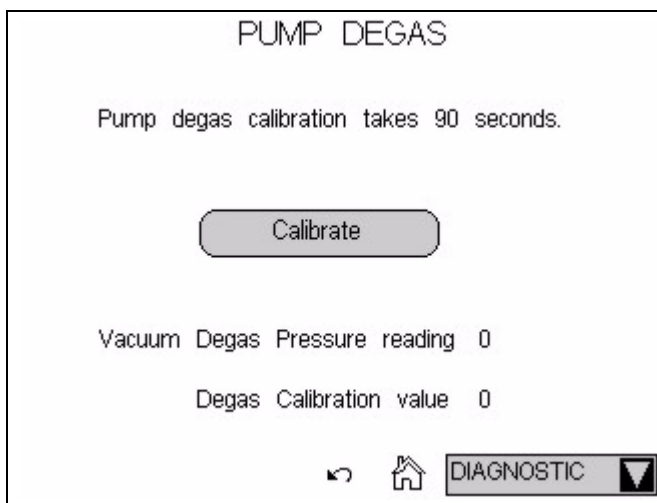 PUMP DEGAS
Pump degas calibration takes 90 seconds.
Calibrate
Vacuum Degas Pressure reading 0
Degas Calibration value 0
DIAGNOSTIC